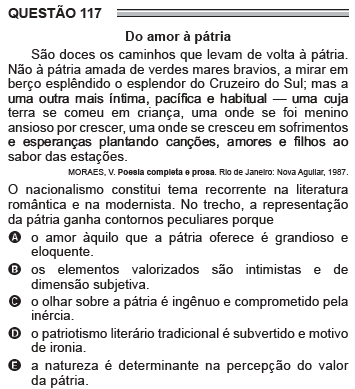 QUESTÃO 117
Do amor à pátria
São doces os caminhos que levam de volta à pátria.
Não à pátria amada de verdes mares bravios, a mirar em
berço esplêndido o esplendor do Cruzeiro do Sul; mas a
uma outra mais íntima, pacífica e habitual — uma cuja
terra se comeu em criança, uma onde se foi menino
ansioso por crescer, uma onde se cresceu em sofrimentos
e esperanças plantando canções, amores e filhos ao
sabor das estações.
MORAES, V. Poesia completa e prosa. Rio de Janeiro: Nova Aguilar, 1987.
O nacionalismo constitui tema recorrente na literatura
romântica e na modernista. No trecho, a representação
da pátria ganha contornos peculiares porque
A o amor àquilo que a pátria oferece é grandioso e
eloquente.
B os elementos valorizados são intimistas e de
dimensão subjetiva.
C o olhar sobre a pátria é ingênuo e comprometido pela
inércia.
D o patriotismo literário tradicional é subvertido e motivo
de ironia.
E a natureza é determinante na percepção do valor
da pátria.